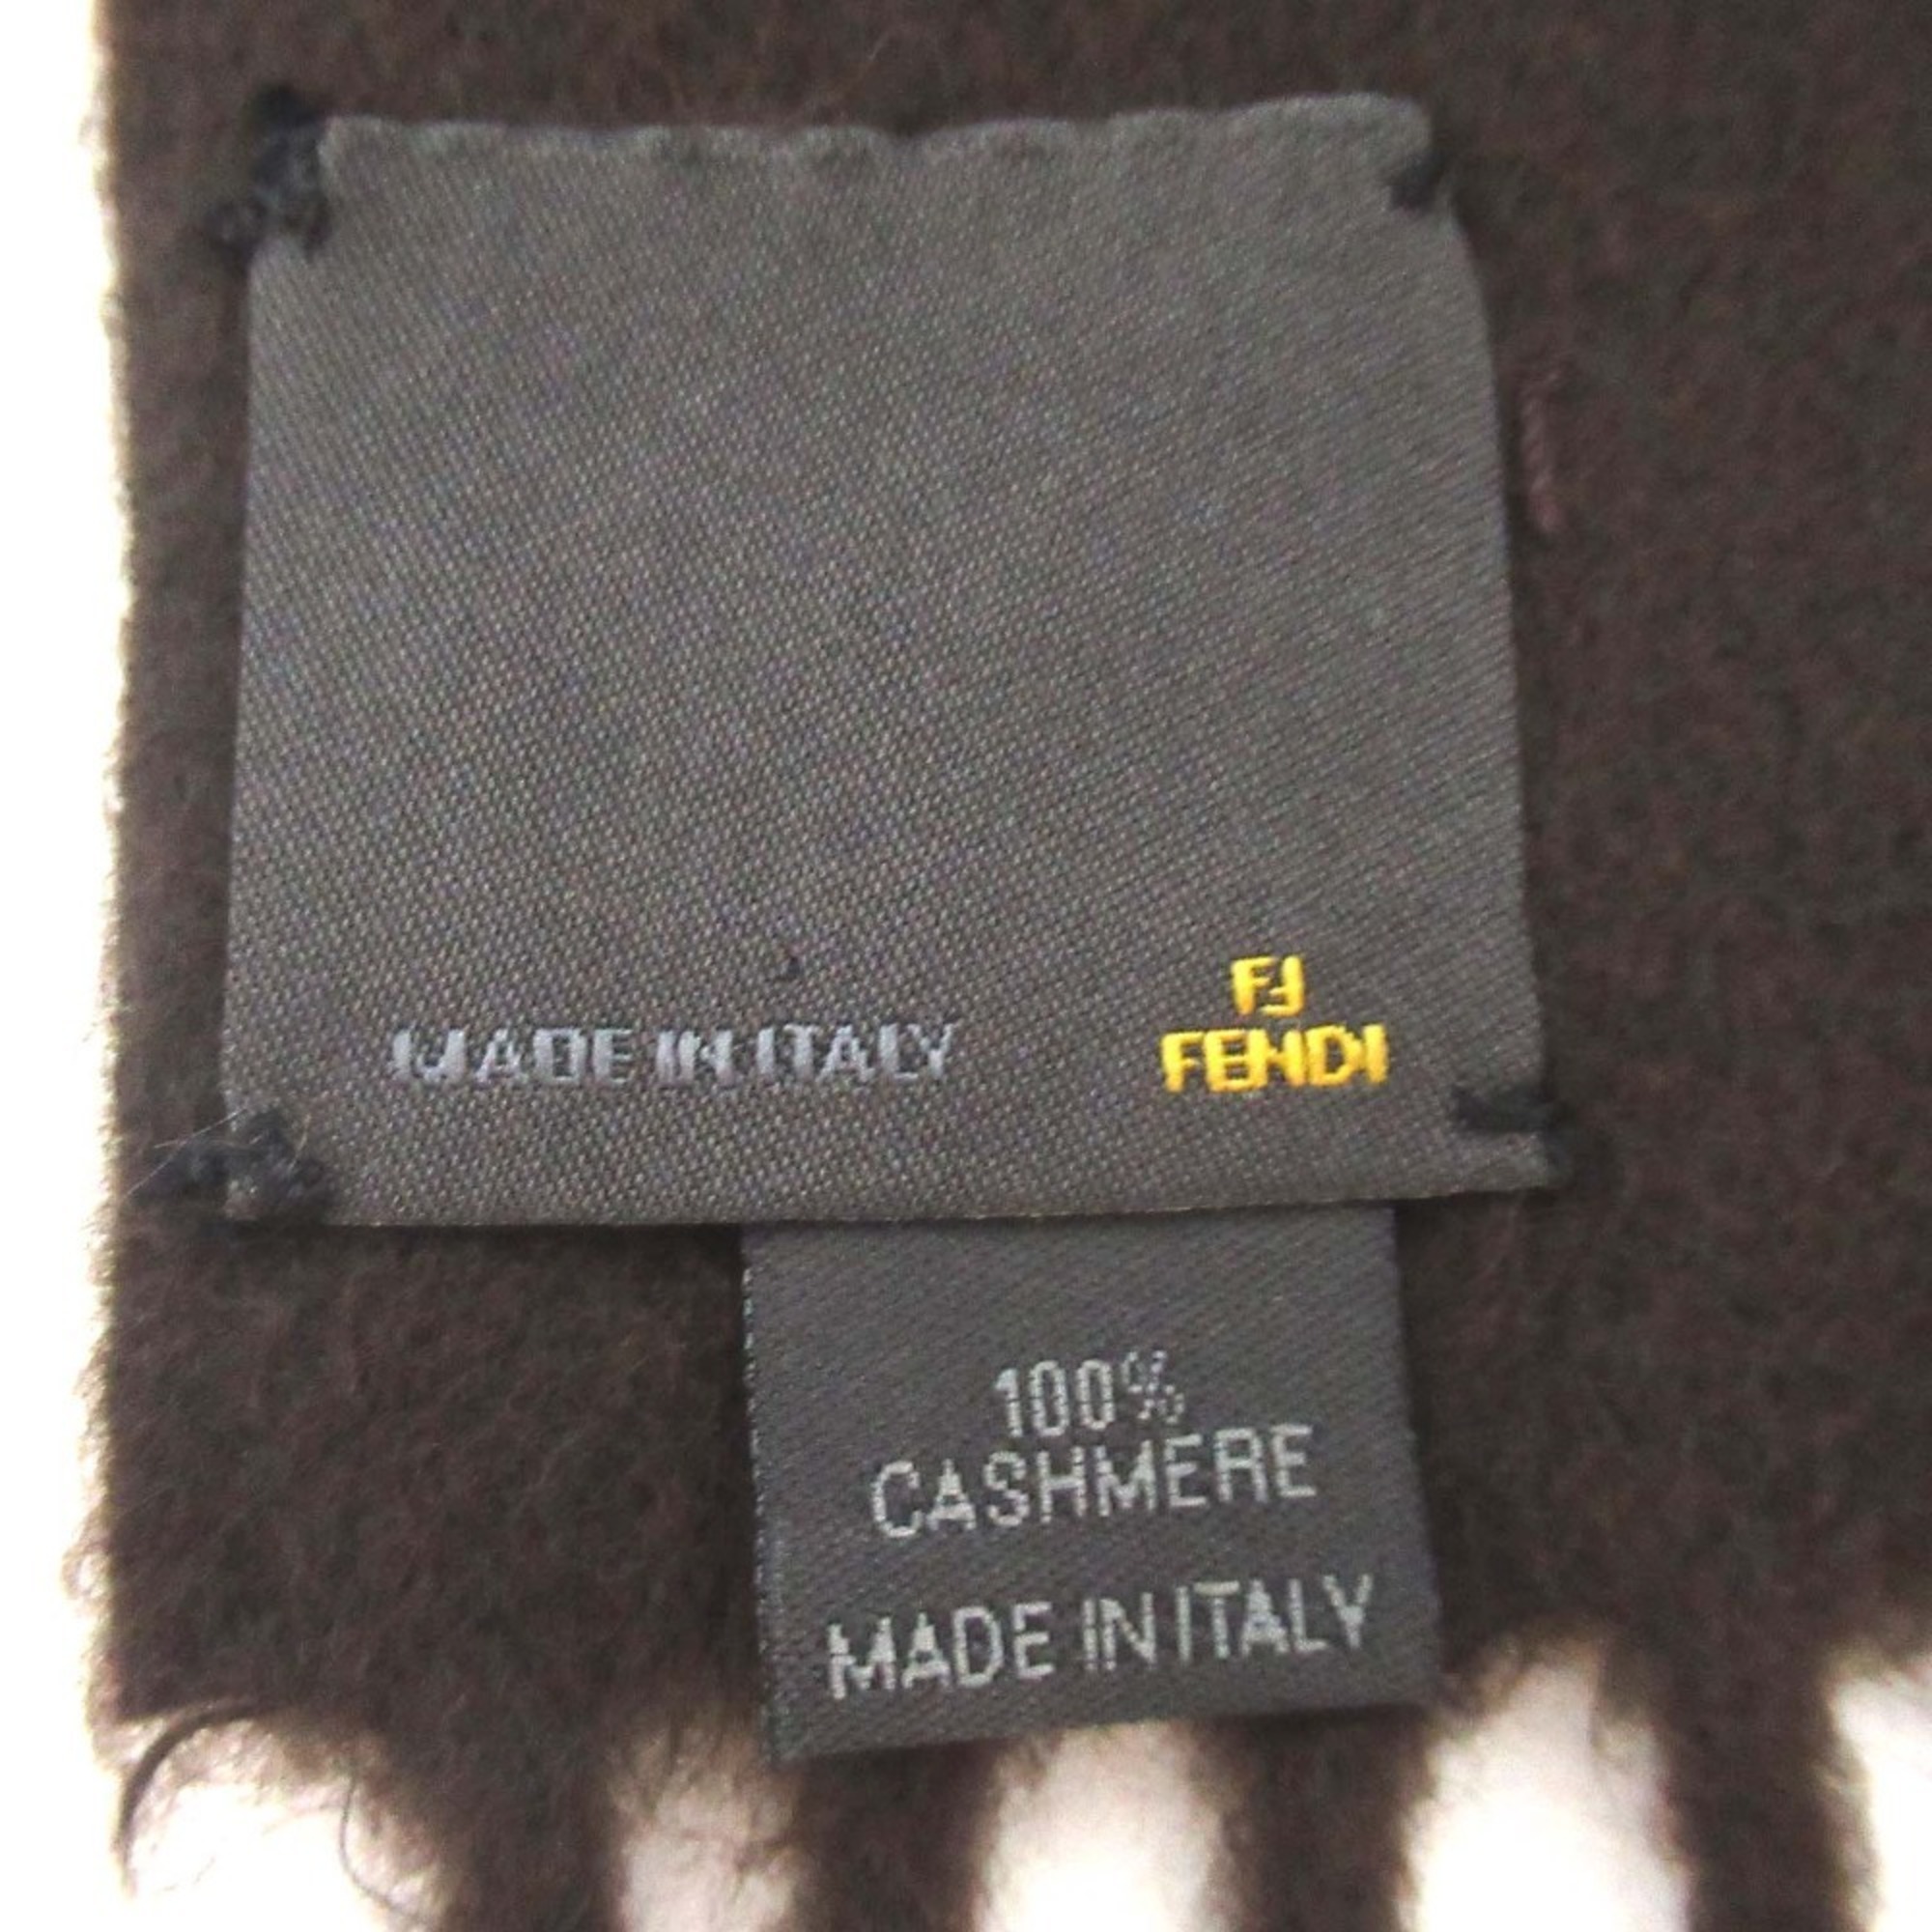 FF
MADE IN ITALY FENDI
100%
CASHMERE
MADE IN ITALY